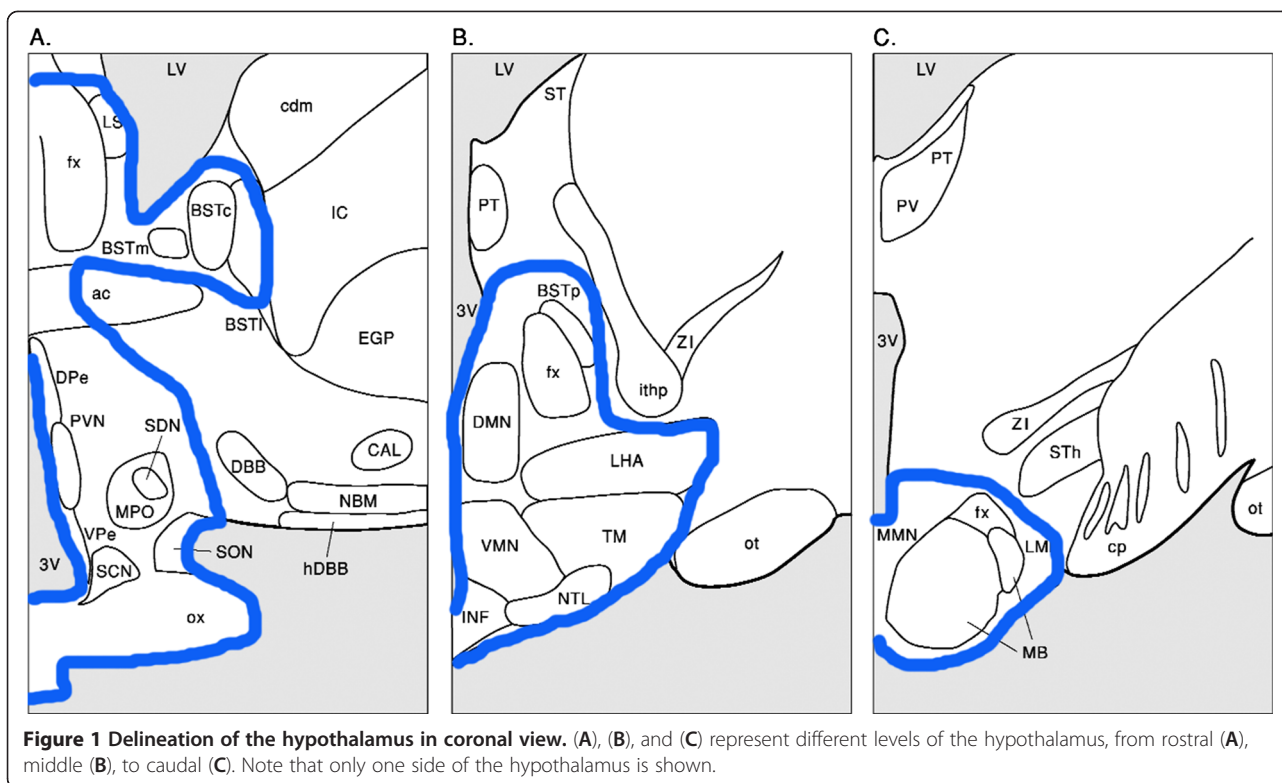 A.
LV
cdm
LS
fx
BSTc
IC
BSTm
ac
BSTl
EGP
DPe
PVN
SDN
DBB
CAL
MPO
NBM
VPe
SON
3V
SCN
hDBB
ox
B.
LV
ST
PT
3V
BSTp
ZI
fx
ithp
DMN
LHA
VMN
TM
ot
NTL
INF
C.
LV
PT
PV
3V
ZI
STh
fx
ot
MMN
LM
cp
MB
Figure 1 Delineation of the hypothalamus in coronal view. (A), (B), and (C) represent different levels of the hypothalamus, from rostral (A),
middle (B), to caudal (C). Note that only one side of the hypothalamus is shown.